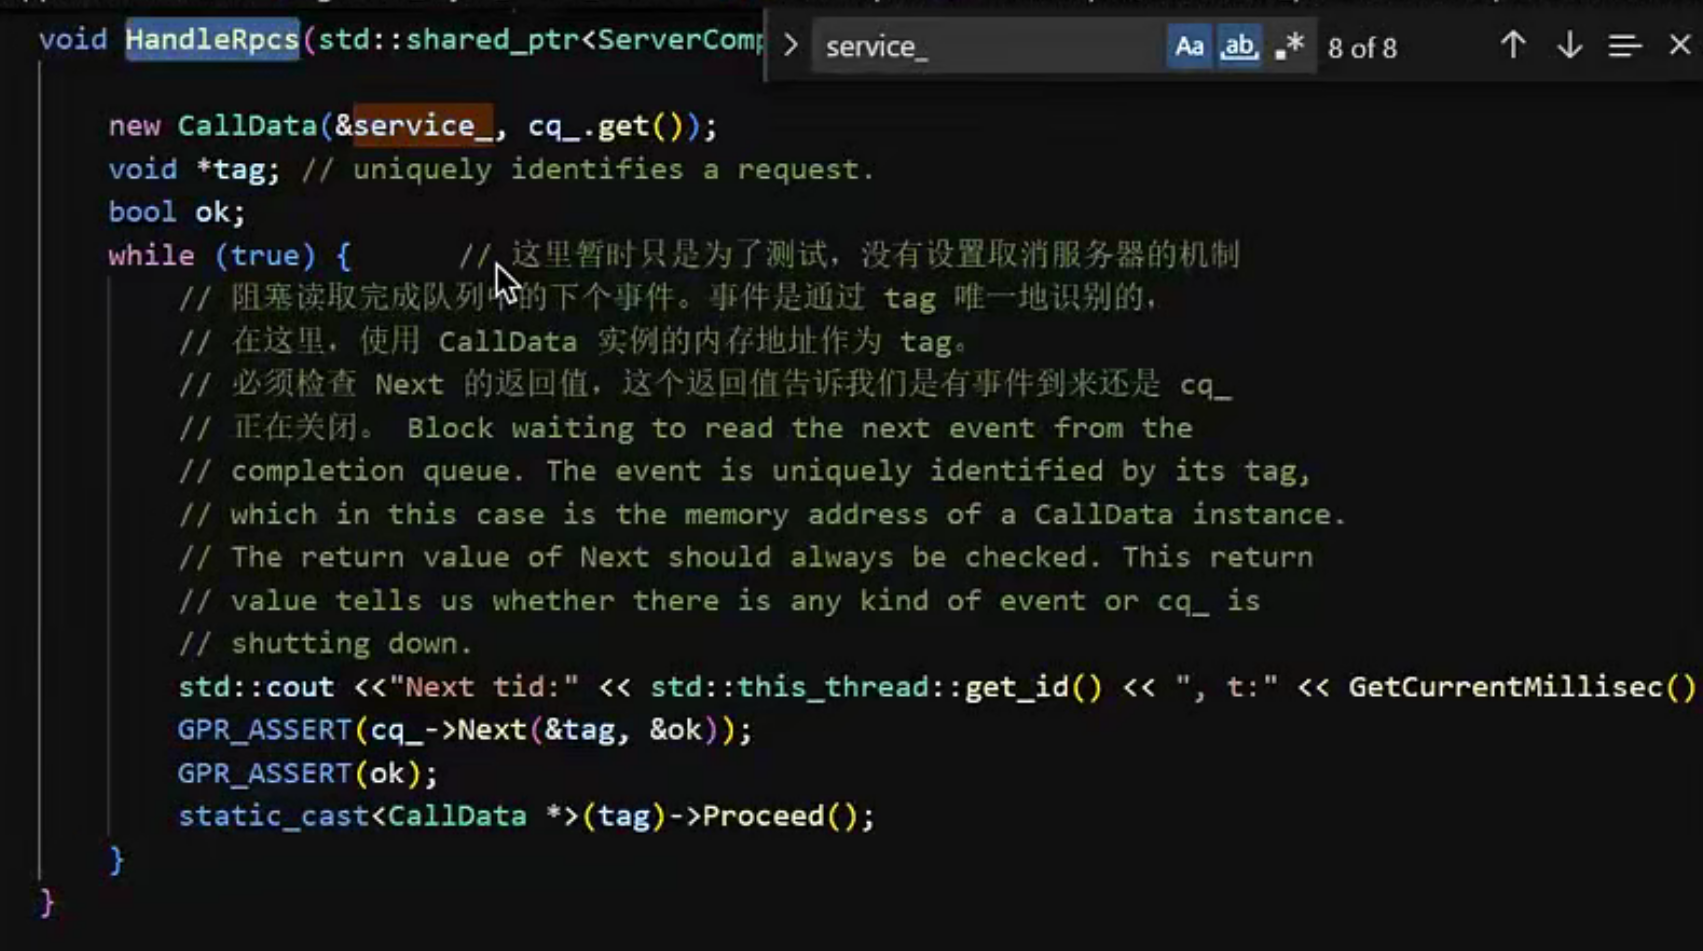 void HandleRpcs(std::shared_ptr<ServerComp
service_ Aa ab .* 8 of 8
new CallData(&service_, cq_.get());
void *tag; // uniquely identifies a request.
bool ok;
while (true) { // 这里暂时只是为了测试，没有设置取消服务器的机制
// 阻塞读取完成队列中的下个事件。事件是通过 tag 唯一地识别的，
// 在这里，使用 CallData 实例的内存地址作为 tag。
// 必须检查 Next 的返回值，这个返回值告诉我们是有事件到来还是 cq_
// 正在关闭。 Block waiting to read the next event from the
// completion queue. The event is uniquely identified by its tag,
// which in this case is the memory address of a CallData instance.
// The return value of Next should always be checked. This return
// value tells us whether there is any kind of event or cq_ is
// shutting down.
std::cout <<"Next tid:" << std::this_thread::get_id() << ", t:" << GetCurrentMillisec()
GPR_ASSERT(cq_->Next(&tag, &ok));
GPR_ASSERT(ok);
static_cast<CallData *>(tag)->Proceed();
}
}